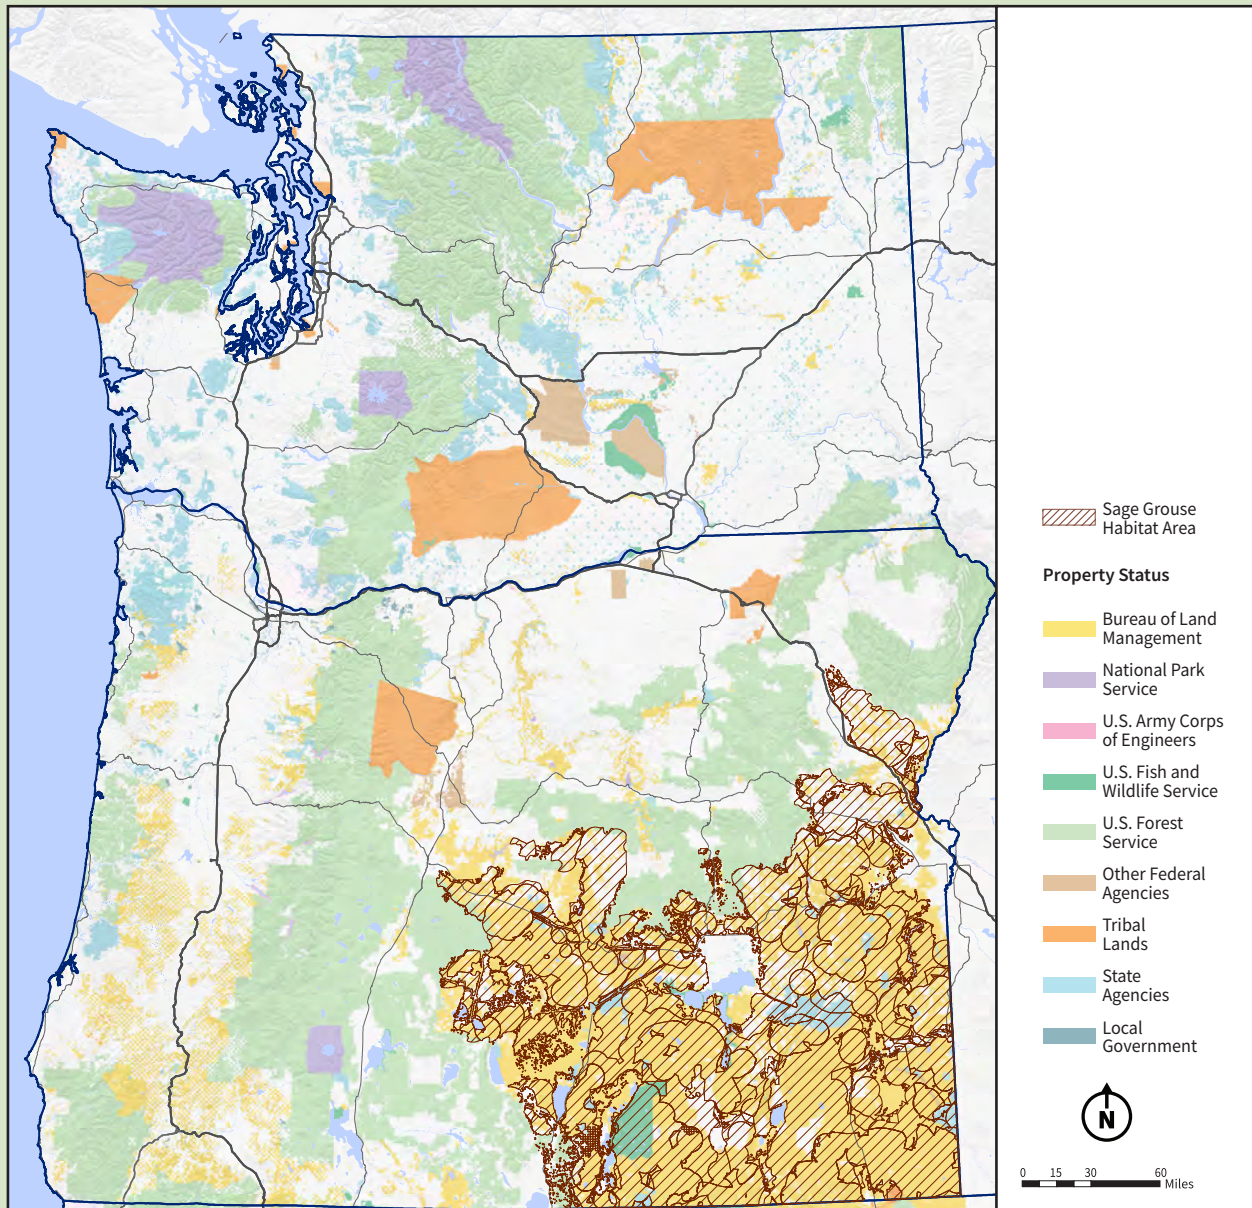 Sage Grouse
Habitat Area
Property Status
Bureau of Land
Management
National Park
Service
U.S. Army Corps
of Engineers
U.S. Fish and
Wildlife Service
U.S. Forest
Service
Other Federal
Agencies
Tribal
Lands
State
Agencies
Local
Government
N
0 15 30 60
Miles